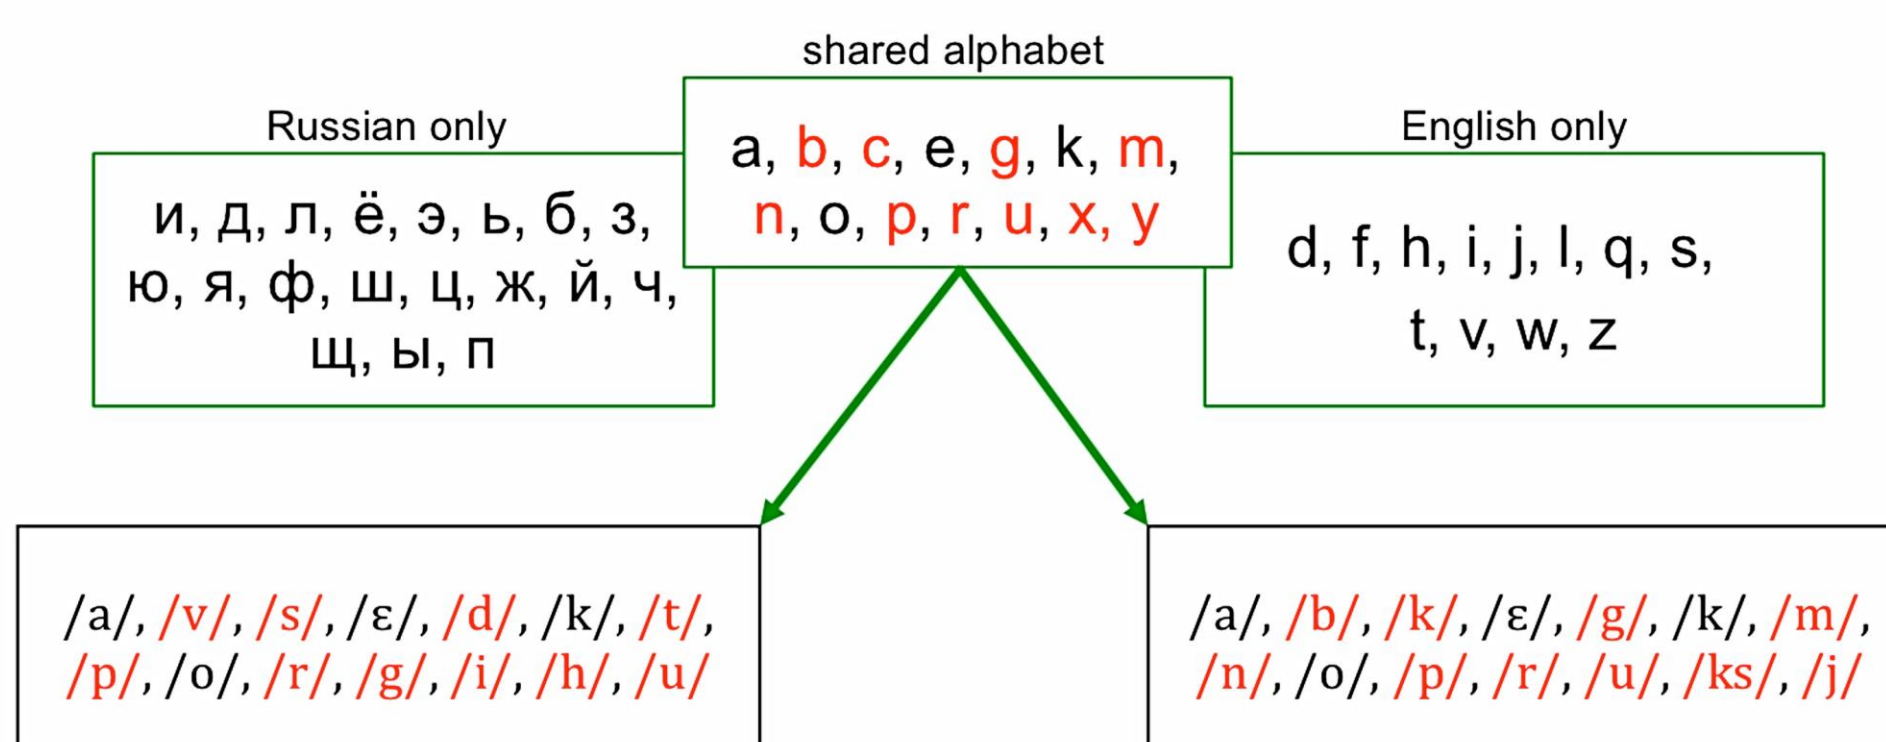 shared alphabet
Russian only
English only
a, b, c, e, g, k, m,
n, o, p, r, u, x, y
и, д, л, ё, э, ь, б, з,
ю, я, ф, ш, ц, ж, й, ч,
щ, ы, п
d, f, h, i, j, l, q, s,
t, v, w, z
/a/, /v/, /s/, /ε/, /d/, /k/, /t/,
/p/, /o/, /r/, /g/, /i/, /h/, /u/
/a/, /b/, /k/, /ε/, /g/, /k/, /m/,
/n/, /o/, /p/, /r/, /u/, /ks/, /j/